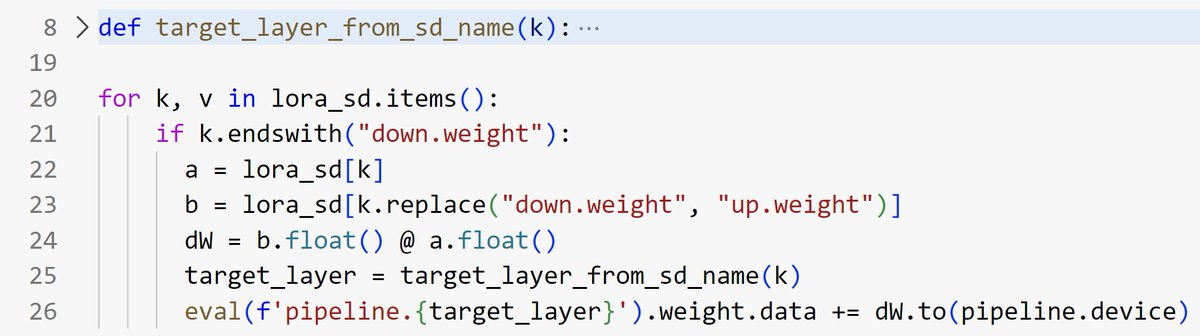 8 > def target_layer_from_sd_name(k): ...
19
20 for k, v in lora_sd.items():
21     if k.endswith("down.weight"):
22       a = lora_sd[k]
23       b = lora_sd[k.replace("down.weight", "up.weight")]
24       dW = b.float() @ a.float()
25       target_layer = target_layer_from_sd_name(k)
26       eval(f'pipeline.{target_layer}').weight.data += dW.to(pipeline.device)